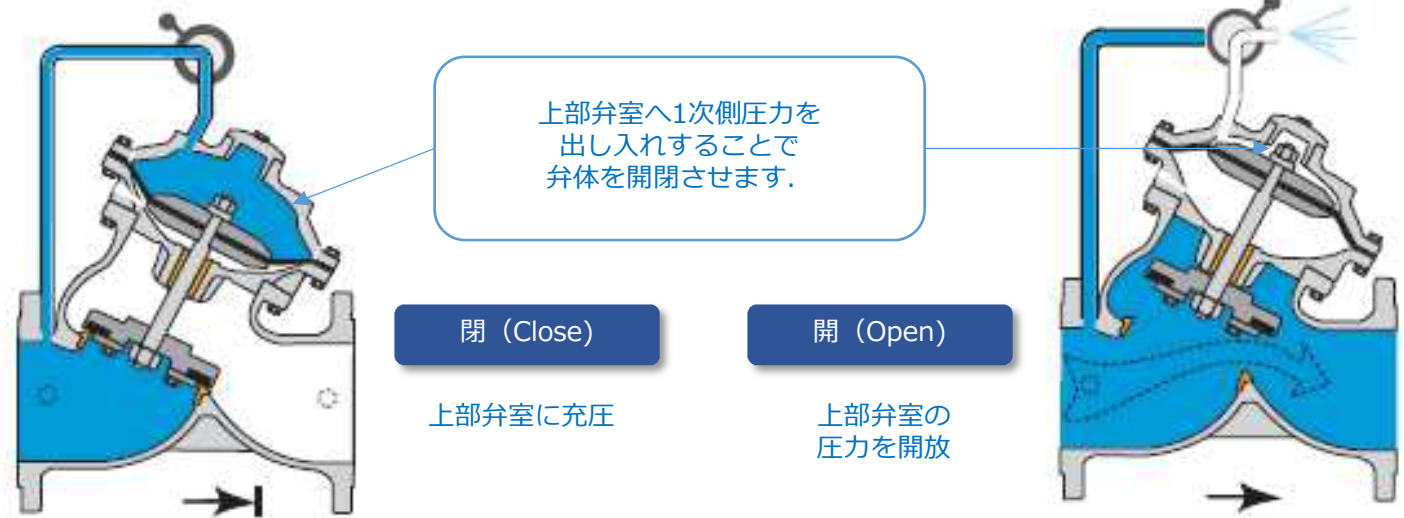 上部弁室へ1次側圧力を
出し入れすることで
弁体を開閉させます.
閉（Close)
開（Open)
上部弁室に充圧
上部弁室の
圧力を開放